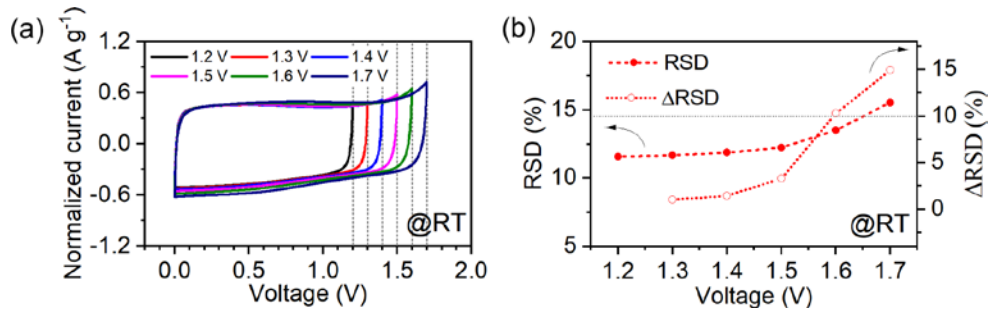 (a)
Normalized current (A g⁻¹)
1.2
0.6
0.0
-0.6
-1.2
1.2 V 1.3 V 1.4 V
1.5 V 1.6 V 1.7 V
@RT
0.0 0.5 1.0 1.5 2.0
Voltage (V)
(b)
RSD (%)
20
15
10
5
RSD
ΔRSD
@RT
15
10
5
0
ΔRSD (%)
1.2 1.3 1.4 1.5 1.6 1.7
Voltage (V)